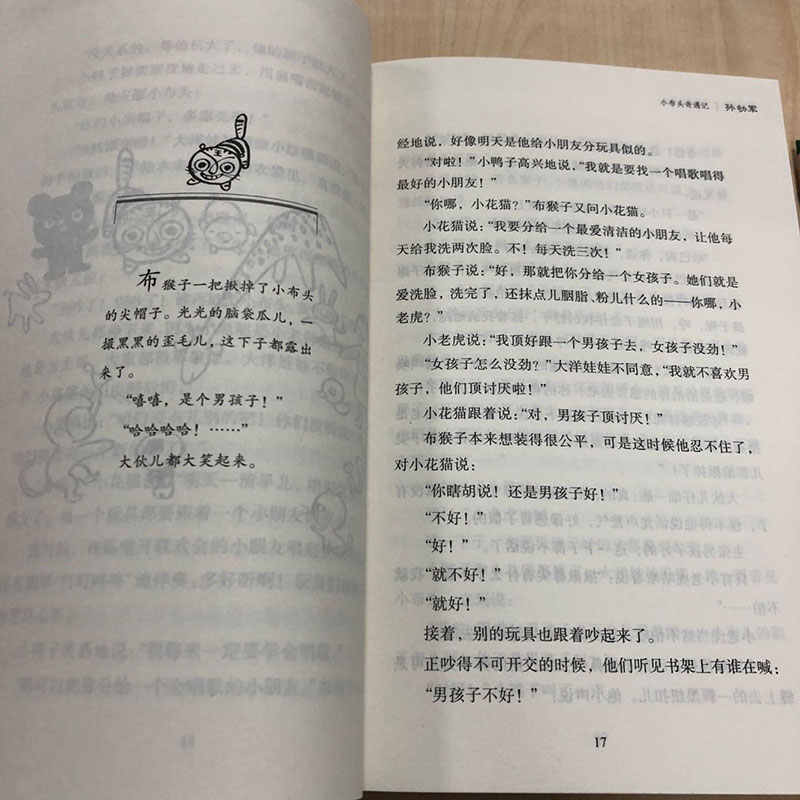 布猴子一把揪掉了小布头
的尖帽子。光光的脑袋瓜儿，一
撮黑黑的歪毛儿，这下子都露出
来了。
“嘻嘻，是个男孩子！”
“哈哈哈哈！……”
大伙儿都大笑起来。
小布头奇遇记 | 孙幼军
经地说，好像明天是他给小朋友分玩具似的。
“对啦！”小鸭子高兴地说，“我就是要找一个唱歌唱得
最好的小朋友！”
“你哪，小花猫？”布猴子又问小花猫。
小花猫说：“我要分给一个最爱清洁的小朋友，让他每
天给我洗两次脸。不！每天洗三次！”
布猴子说：“好，那就把你分给一个女孩子。她们就是
爱洗脸，洗完了，还抹点儿胭脂、粉儿什么的——你哪，小
老虎？”
小老虎说：“我顶好跟一个男孩子去，女孩子没劲！”
“女孩子怎么没劲？”大洋娃娃不同意，“我就不喜欢男
孩子，他们顶讨厌啦！”
小花猫跟着说：“对，男孩子顶讨厌！”
布猴子本来想装得很公平，可是这时候他忍不住了，
对小花猫说：
“你瞎胡说！还是男孩子好！”
“不好！”
“好！”
“就不好！”
“就好！”
接着，别的玩具也跟着吵起来了。
正吵得不可开交的时候，他们听见书架上有谁在喊：
“男孩子不好！”
17